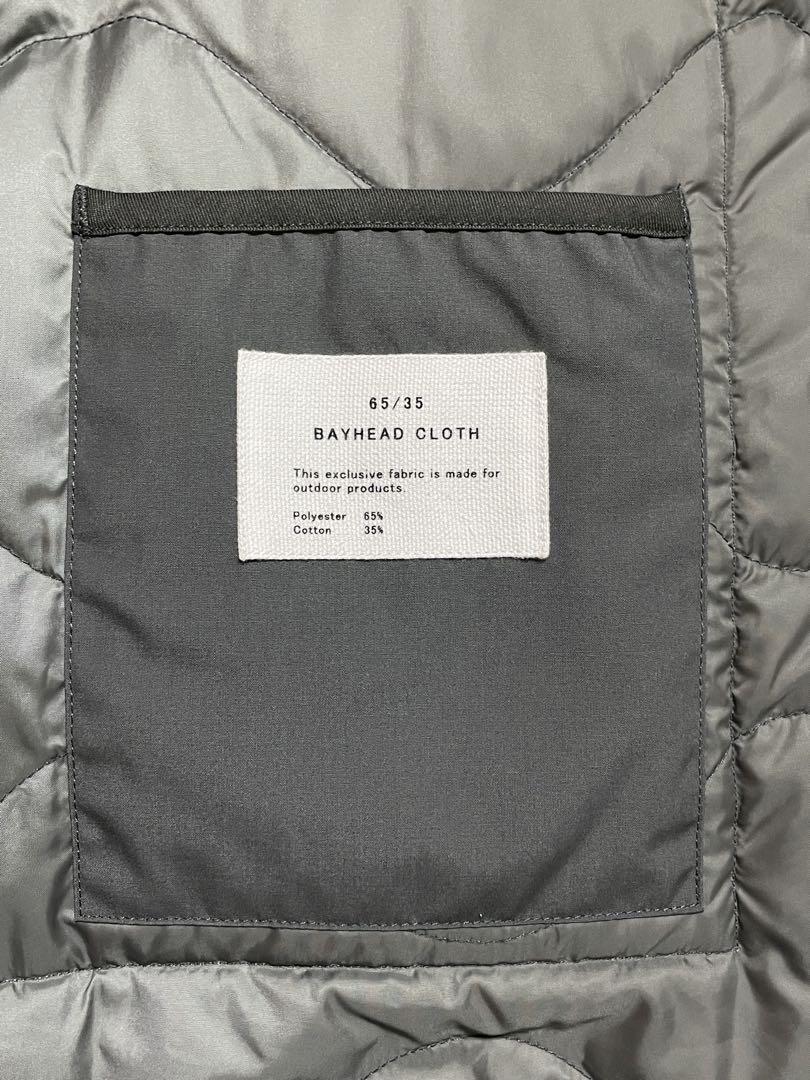 65/35
BAYHEAD CLOTH
This exclusive fabric is made for
outdoor products.
Polyester 65%
Cotton 35%